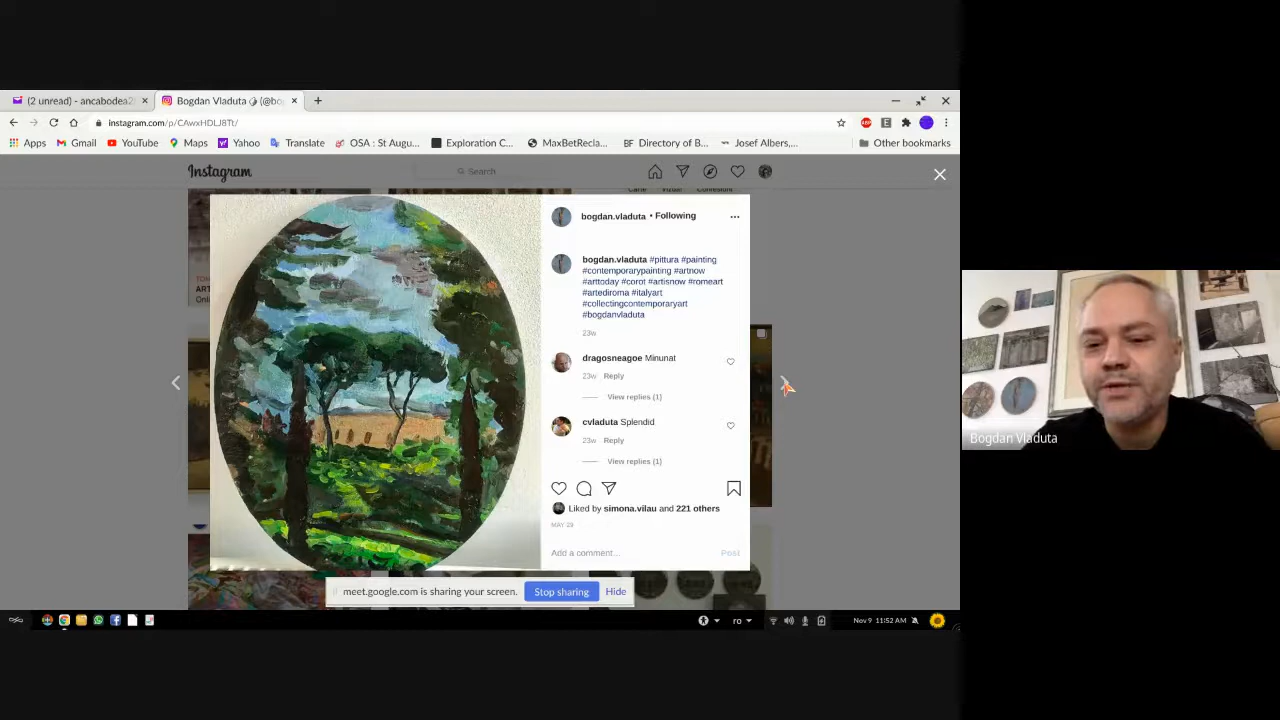 (2 unread) - ancabodea2
Bogdan Vladuta (@bo
instagram.com/p/CAwxHDLJ8Tt/
Apps
Gmail
YouTube
Maps
Yahoo
Translate
OSA : St Augu...
Exploration C...
MaxBetRecla...
BF Directory of B...
Josef Albers,...
Other bookmarks
Instagram
Search
bogdan.vladuta • Following
bogdan.vladuta #pittura #painting
#contemporarypainting #artnow
#arttoday #corot #artisnow #romeart
#artediroma #italyart
#collectingcontemporaryart
#bogdanvladuta
23w
dragosneagoe Minunat
23w Reply
View replies (1)
cvladuta Splendid
23w Reply
View replies (1)
Liked by simona.vilau and 221 others
MAY 29
Add a comment...
Post
meet.google.com is sharing your screen.
Stop sharing
Hide
ro
Nov 9 11:52 AM
Bogdan Vladuta